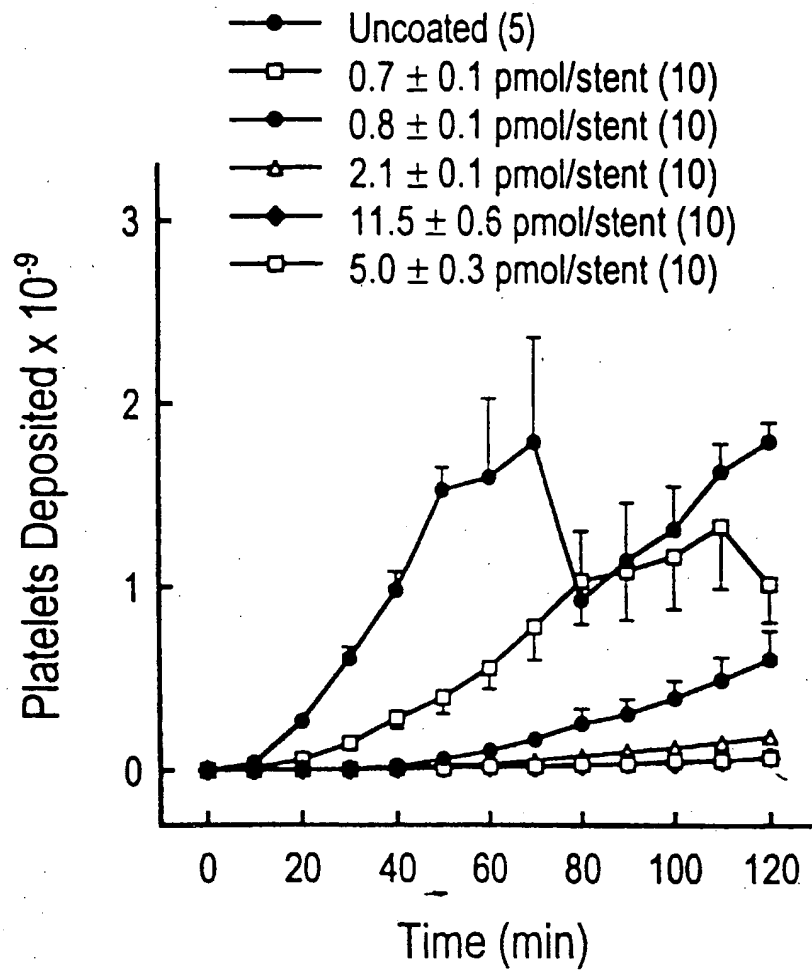 Uncoated (5)
0.7 ± 0.1 pmol/stent (10)
0.8 ± 0.1 pmol/stent (10)
2.1 ± 0.1 pmol/stent (10)
11.5 ± 0.6 pmol/stent (10)
5.0 ± 0.3 pmol/stent (10)
Platelets Deposited x 10⁻⁹
3
2
1
0
0 20 40 60 80 100 120
Time (min)